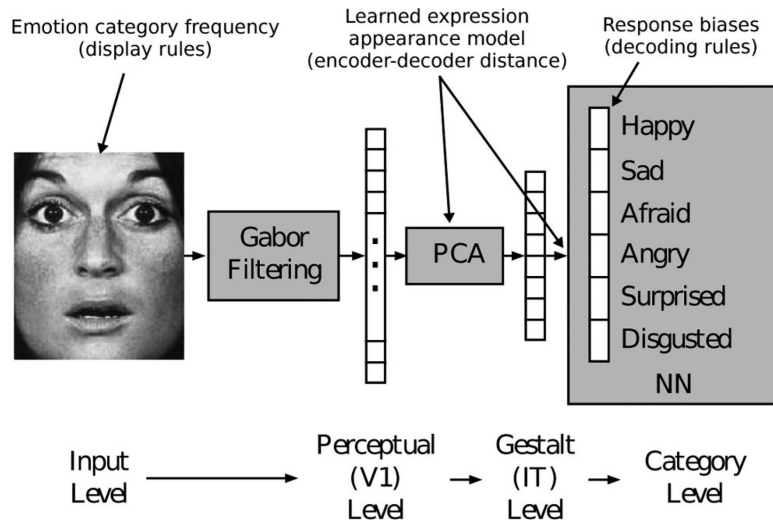 Emotion category frequency
(display rules)
Learned expression
appearance model
(encoder-decoder distance)
Response biases
(decoding rules)
Gabor
Filtering
PCA
Happy
Sad
Afraid
Angry
Surprised
Disgusted
NN
Input
Level
Perceptual
(V1)
Level
Gestalt
(IT)
Level
Category
Level